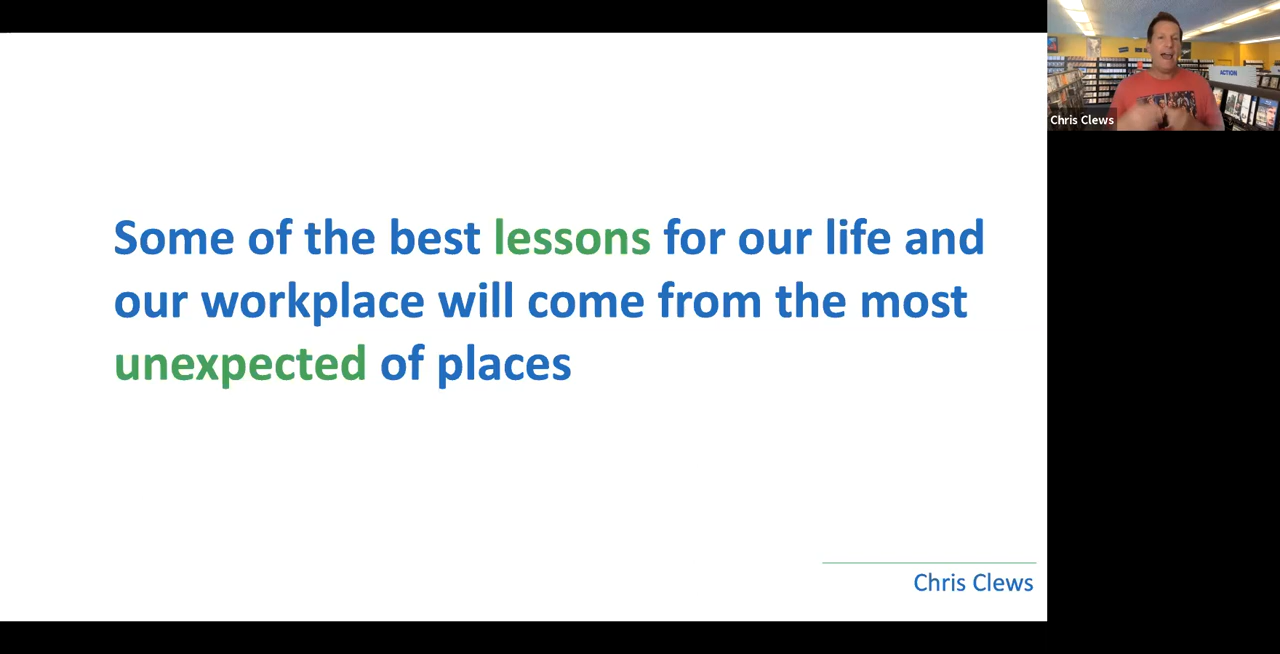 Some of the best lessons for our life and
our workplace will come from the most
unexpected of places
Chris Clews
Chris Clews
ACTION